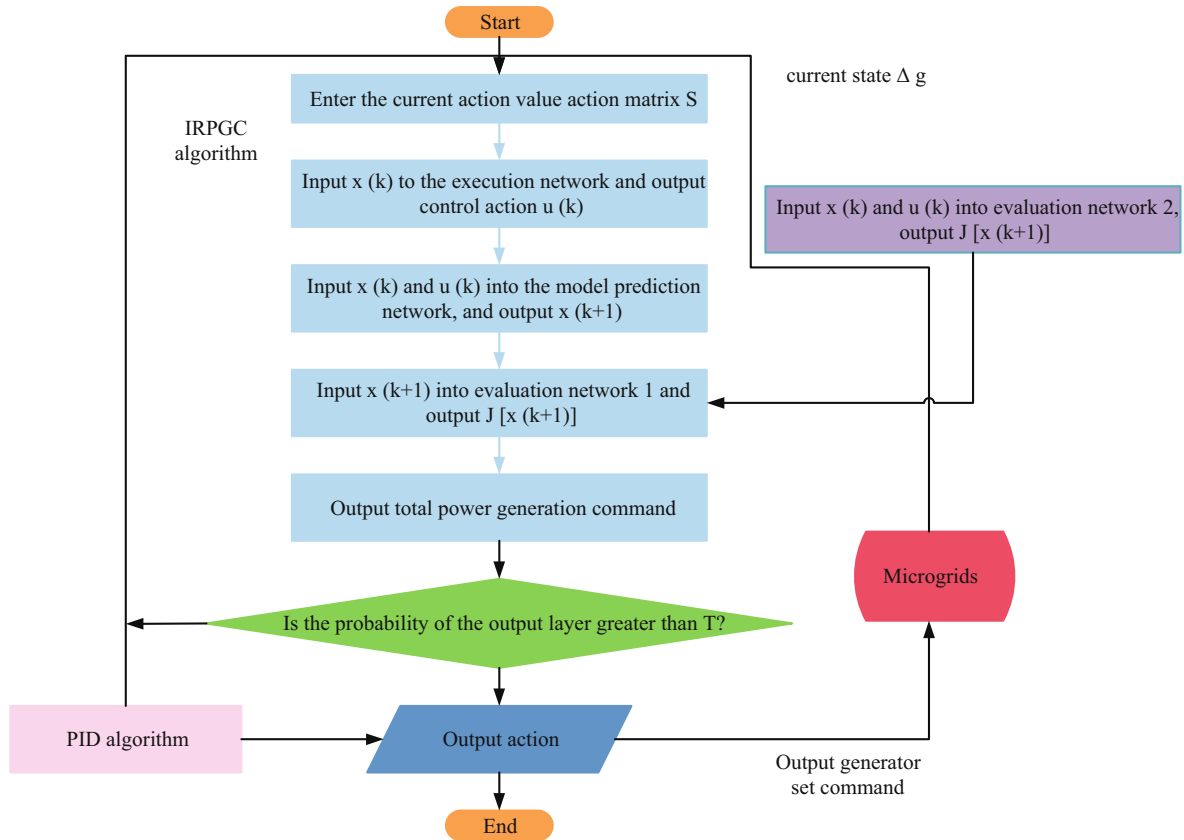 Start
current state Δ g
Enter the current action value action matrix S
IRPGC
algorithm
Input x (k) to the execution network and output
control action u (k)
Input x (k) and u (k) into evaluation network 2,
output J [x (k+1)]
Input x (k) and u (k) into the model prediction
network, and output x (k+1)
Input x (k+1) into evaluation network 1 and
output J [x (k+1)]
Output total power generation command
Microgrids
Is the probability of the output layer greater than T?
PID algorithm
Output action
Output generator
set command
End